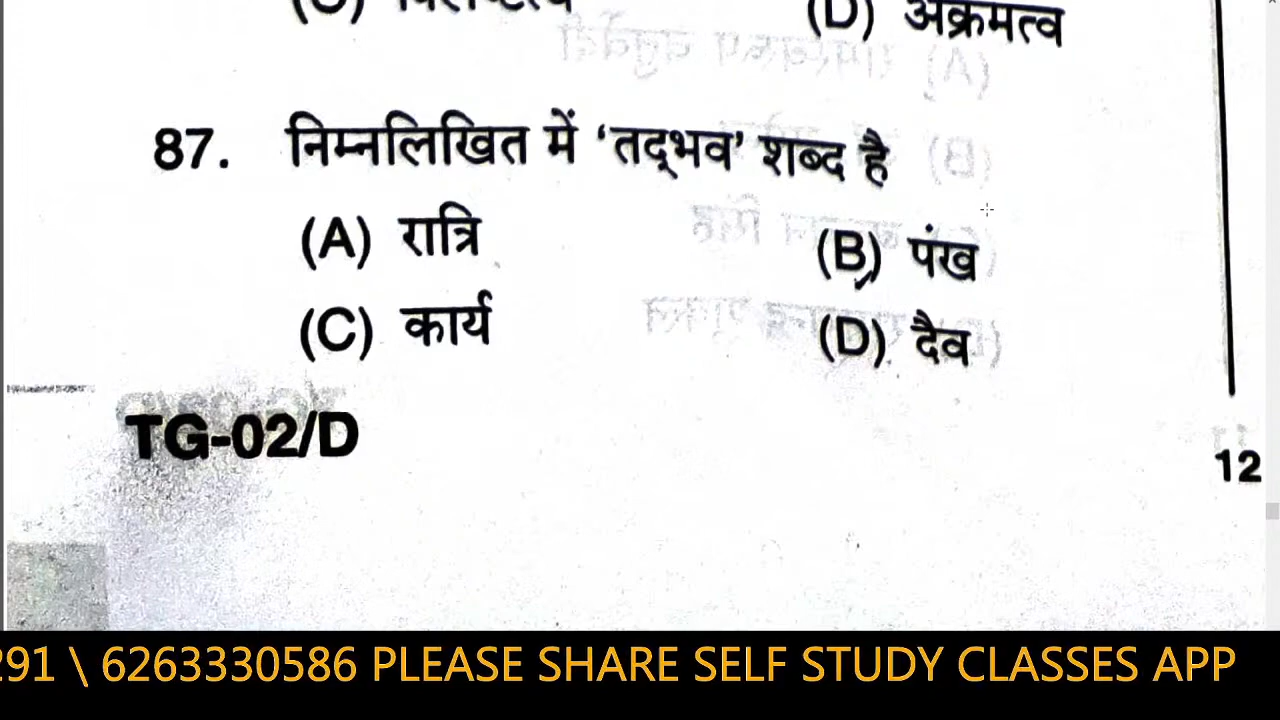 (D) अक्रमत्व
87. निम्नलिखित में ‘तद्भव’ शब्द है
(A) रात्रि (B) पंख
(C) कार्य (D) दैव
TG-02/D
12
291 \ 6263330586 PLEASE SHARE SELF STUDY CLASSES APP